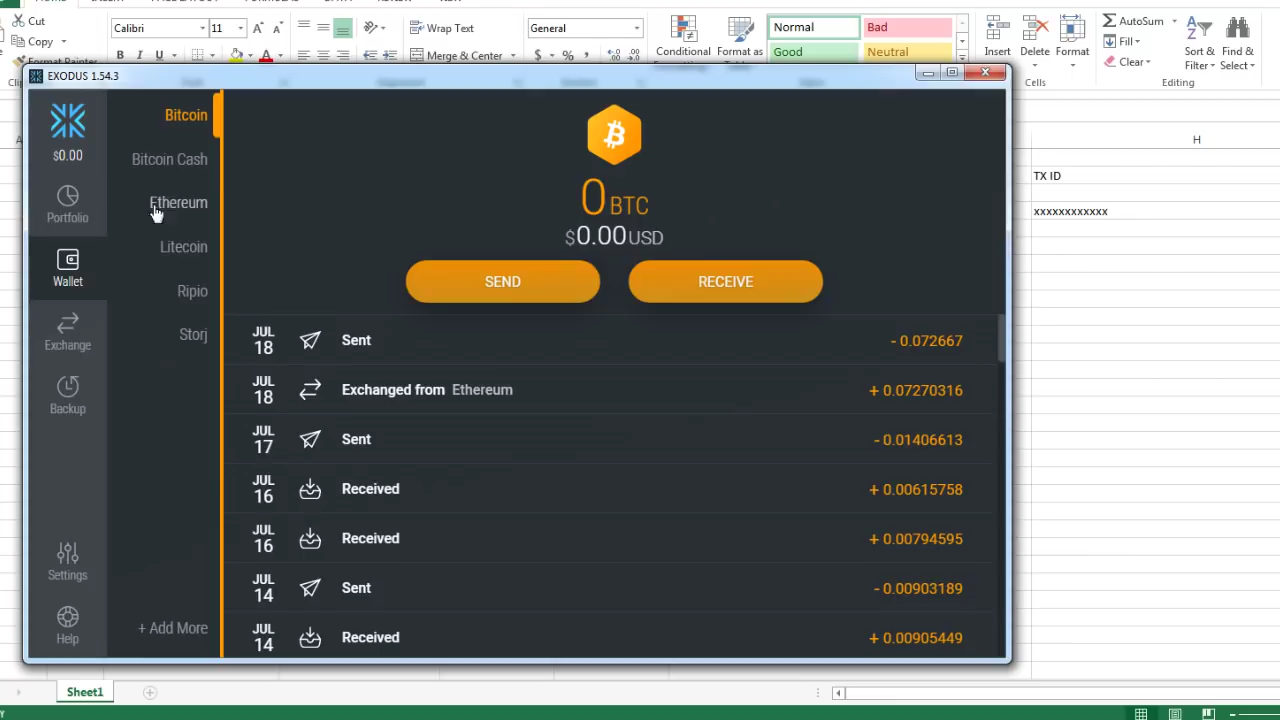 Cut
Calibri
11
Wrap Text
General
Normal
Bad
AutoSum
Copy
Conditional
Format as
Good
Neutral
Insert
Delete
Format
Fill
Sort &
Find &
B I U
Merge & Center
$ % ,
Clear
Filter
Select
Cells
Editing
EXODUS 1.54.3
H
TX ID
xxxxxxxxxxxx
$0.00
Portfolio
Wallet
Exchange
Backup
Settings
Help
Bitcoin
Bitcoin Cash
Ethereum
Litecoin
Ripio
Storj
+ Add More
0 BTC
$0.00 USD
SEND
RECEIVE
JUL 18 Sent - 0.072667
JUL 18 Exchanged from Ethereum + 0.07270316
JUL 17 Sent - 0.01406613
JUL 16 Received + 0.00615758
JUL 16 Received + 0.00794595
JUL 14 Sent - 0.00903189
JUL 14 Received + 0.00905449
Sheet1